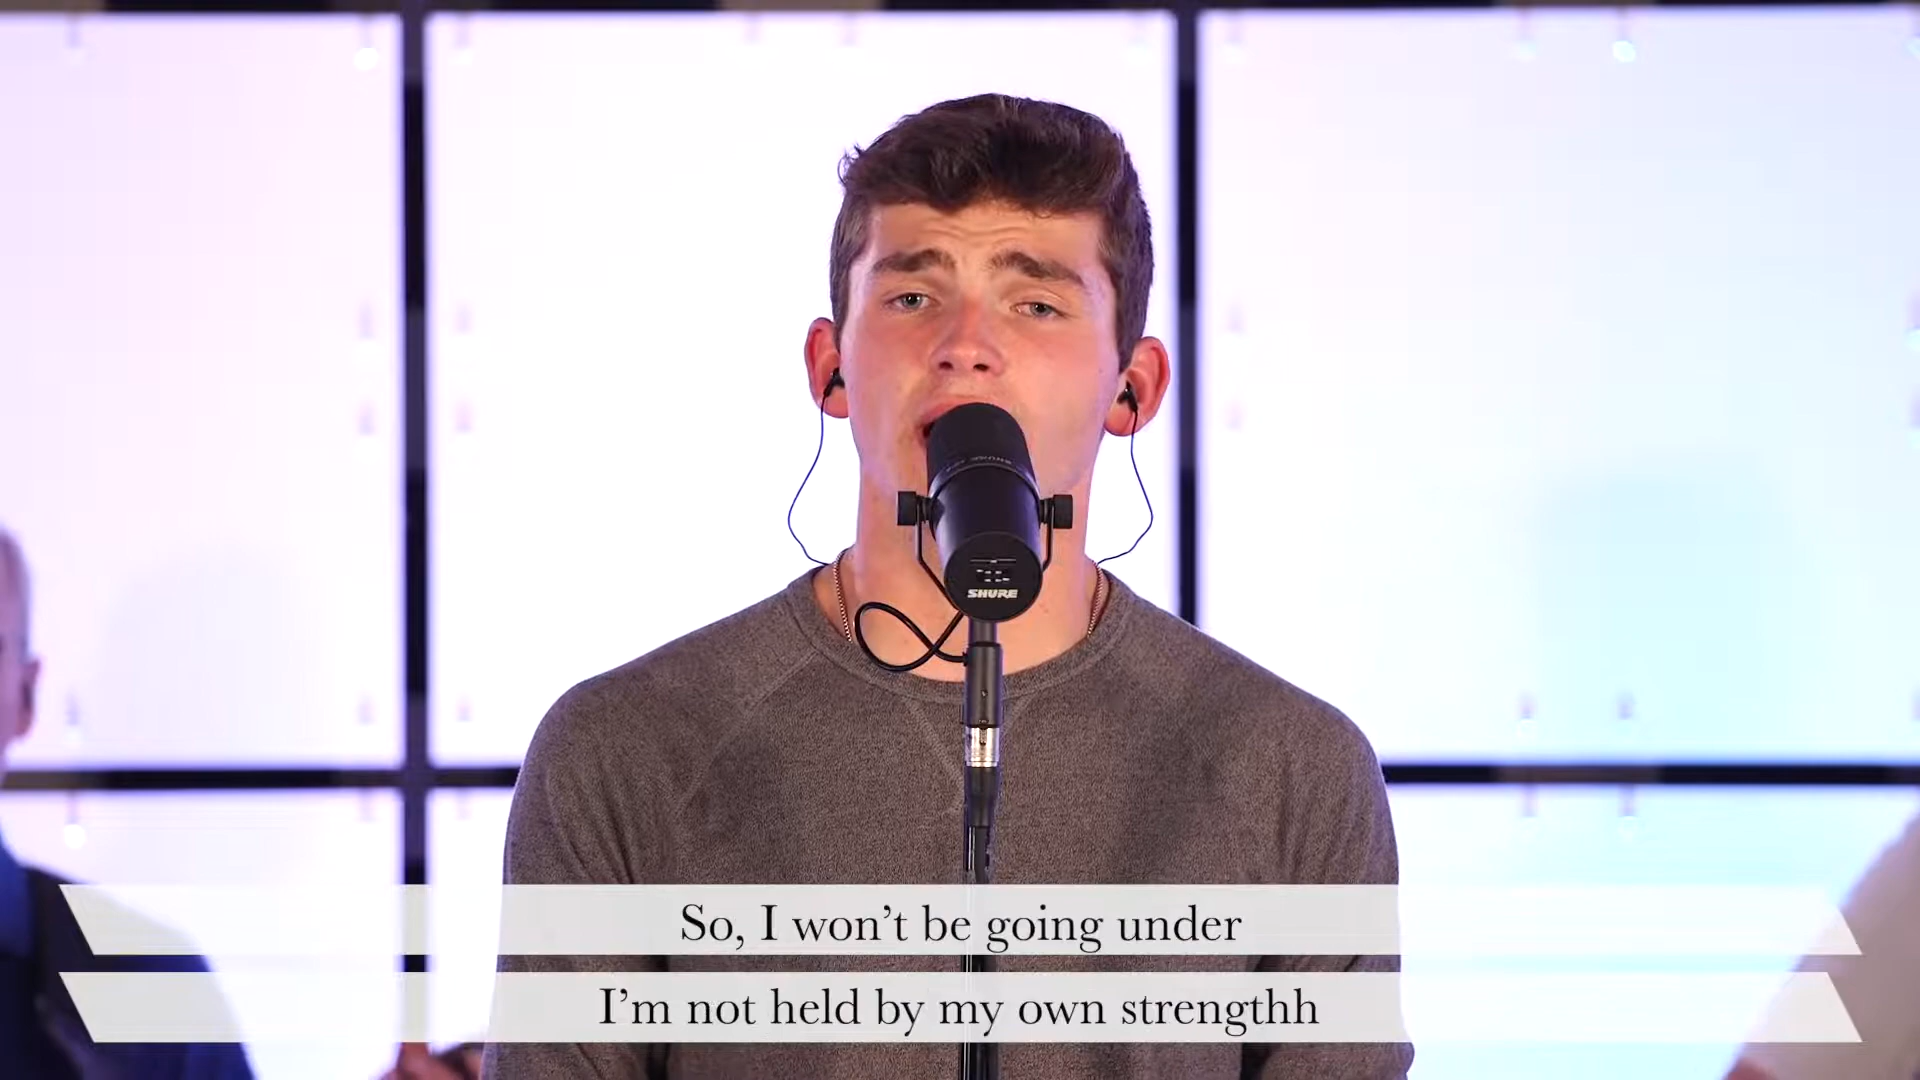 SHURE
So, I won’t be going under
I’m not held by my own strengthh